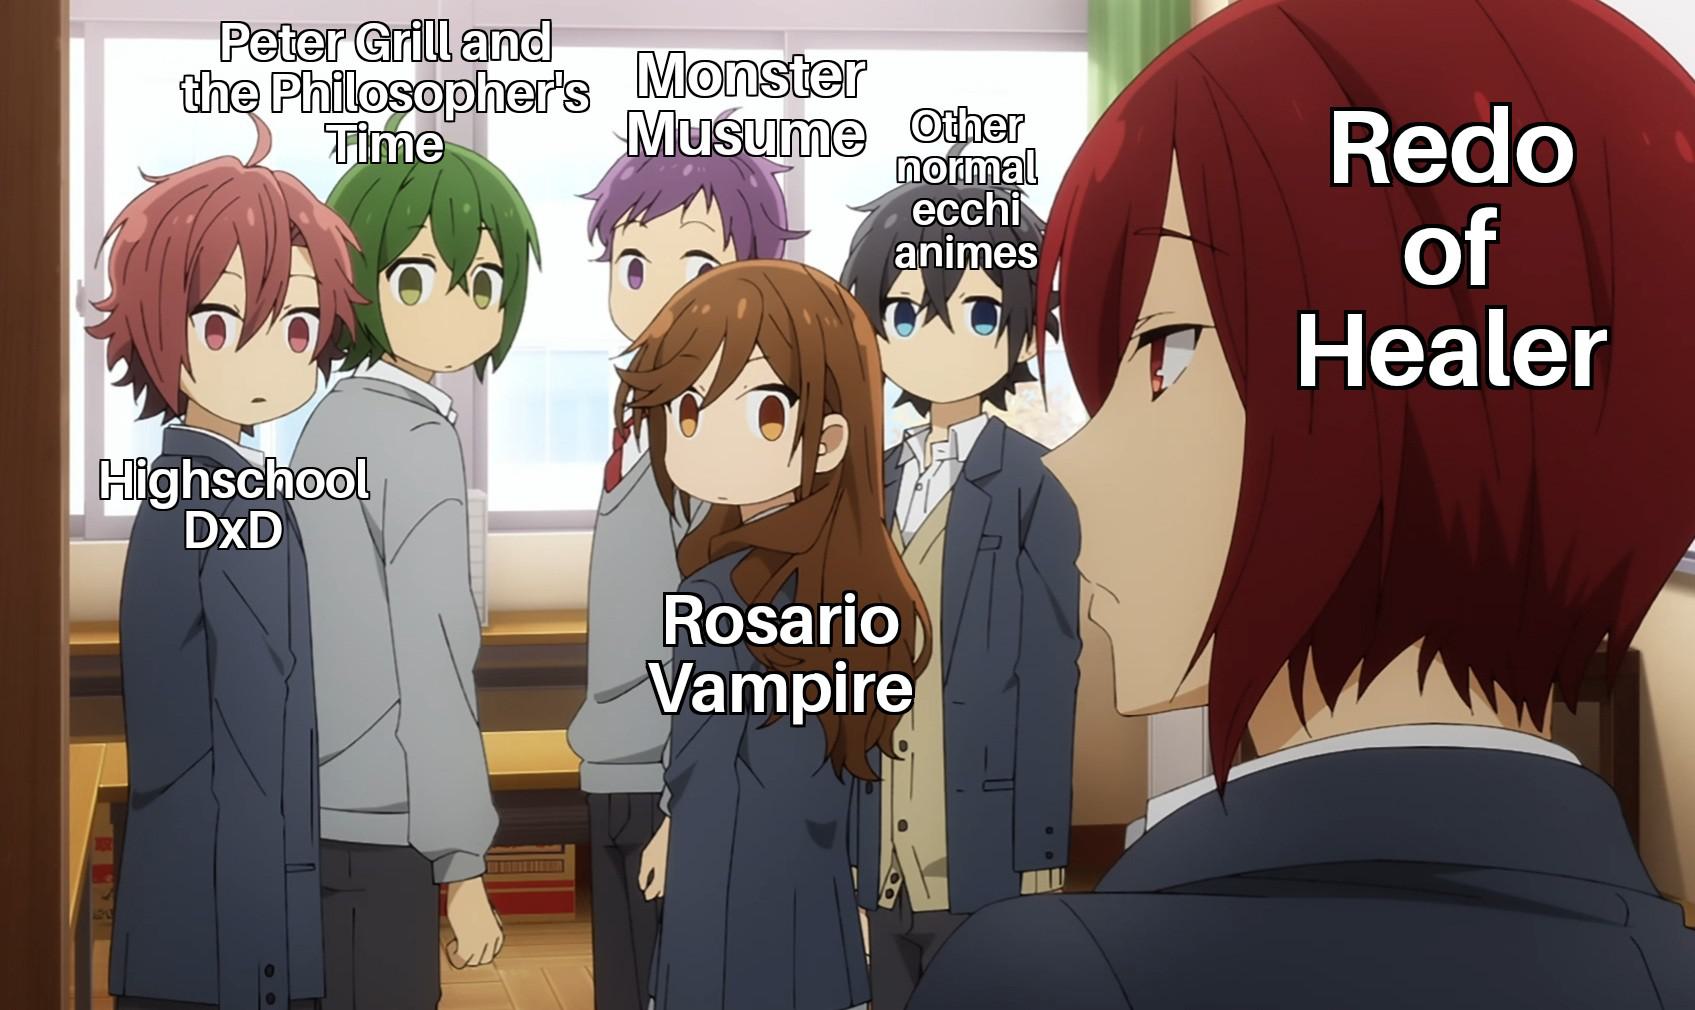 Peter Grill and
the Philosopher's
Time
Monster
Musume
Other
normal
ecchi
animes
Redo
of
Healer
Highschool
DxD
Rosario
Vampire